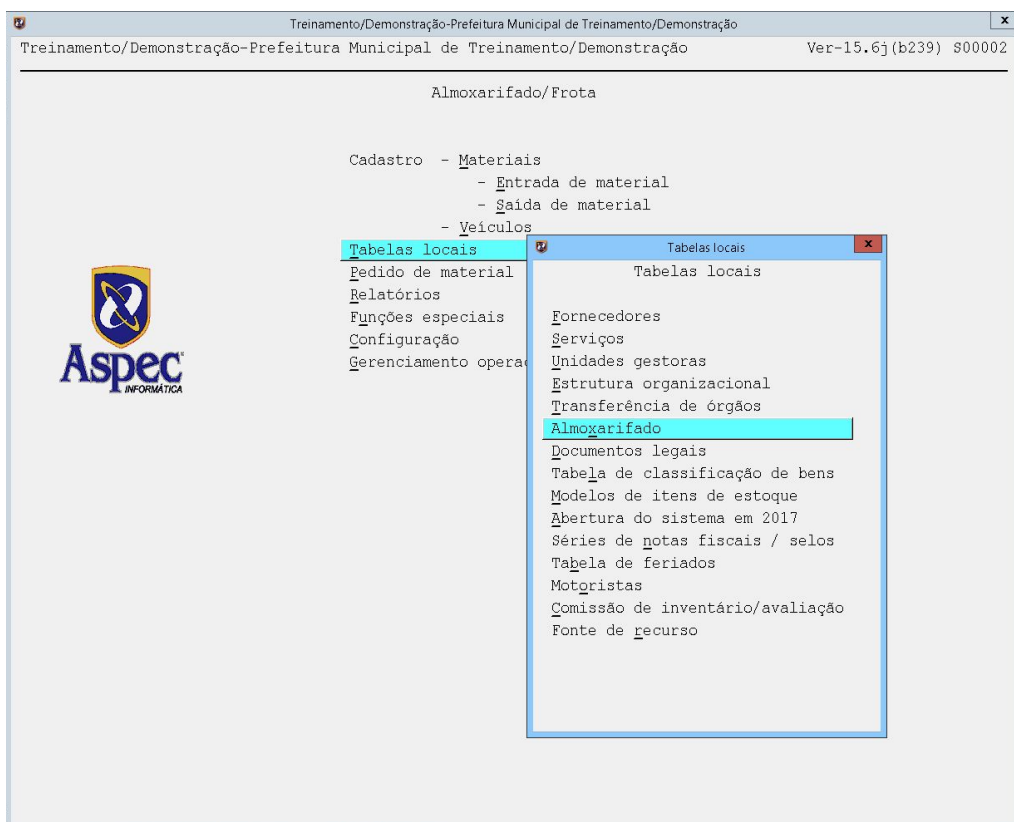 Treinamento/Demonstração-Prefeitura Municipal de Treinamento/Demonstração x
Treinamento/Demonstração-Prefeitura Municipal de Treinamento/Demonstração Ver-15.6j(b239) S00002
Almoxarifado/Frota
Cadastro - Materiais
- Entrada de material
- Saída de material
- Veículos
Tabelas locais
Pedido de material
Relatórios
Funções especiais
Configuração
Gerenciamento operac
Aspec
INFORMÁTICA
Tabelas locais x
Tabelas locais
Fornecedores
Serviços
Unidades gestoras
Estrutura organizacional
Transferência de órgãos
Almoxarifado
Documentos legais
Tabela de classificação de bens
Modelos de itens de estoque
Abertura do sistema em 2017
Séries de notas fiscais / selos
Tabela de feriados
Motoristas
Comissão de inventário/avaliação
Fonte de recurso